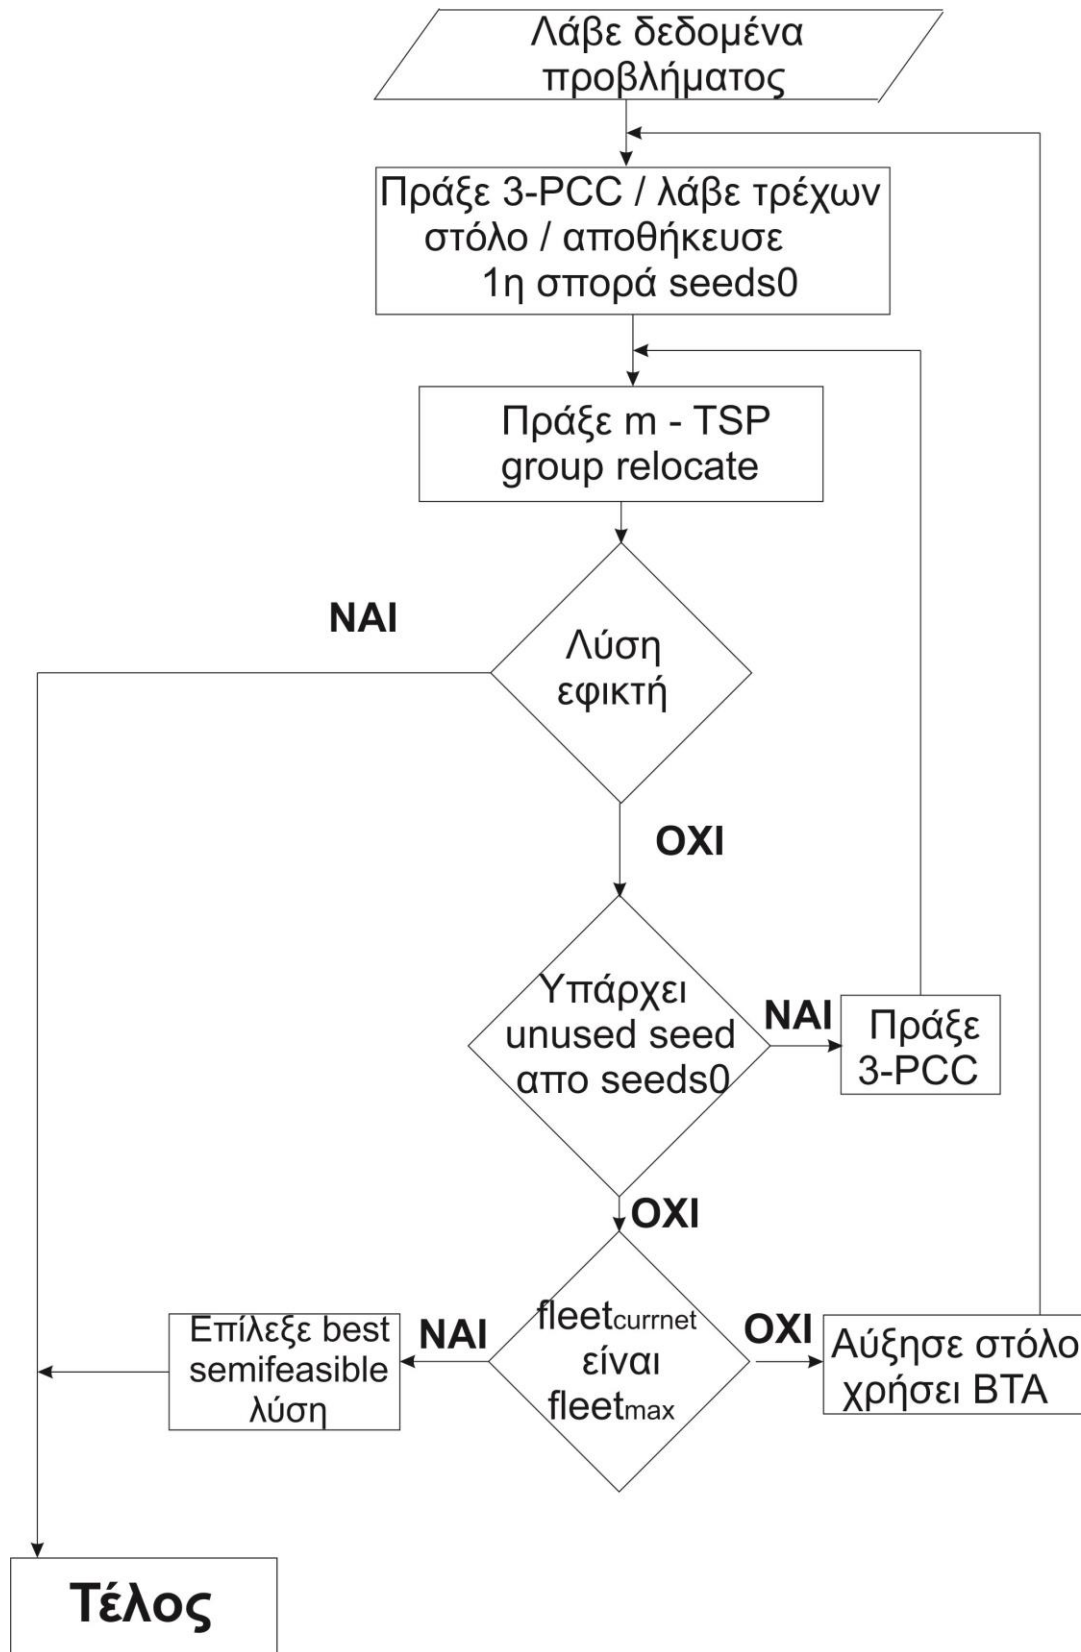 Λάβε δεδομένα
προβλήματος
Πράξε 3-PCC / λάβε τρέχων
στόλο / αποθήκευσε
1η σπορά seeds0
Πράξε m - TSP
group relocate
ΝΑΙ
Λύση
εφικτή
ΟΧΙ
Υπάρχει
unused seed
απο seeds0
ΝΑΙ
Πράξε
3-PCC
ΟΧΙ
Επίλεξε best
semifeasible
λύση
ΝΑΙ
fleetcurrnet
είναι
fleetmax
ΟΧΙ
Αύξησε στόλο
χρήσει BTA
Τέλος